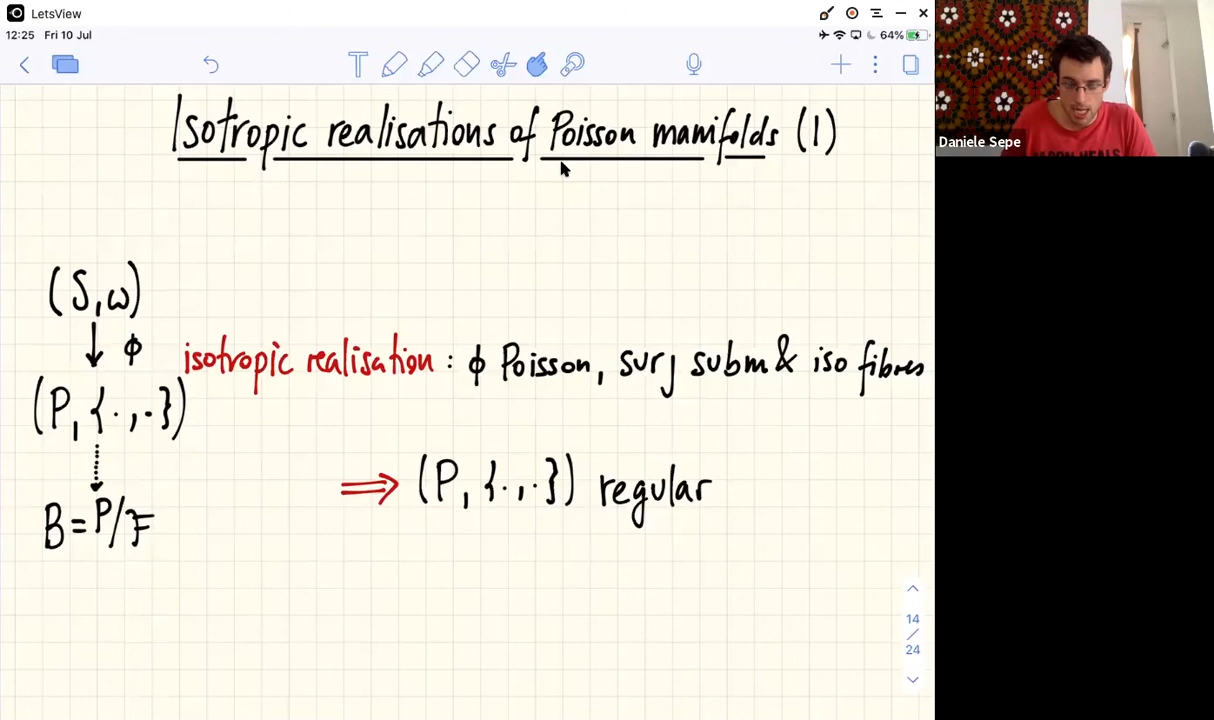 LetsView
12:25 Fri 10 Jul
64%
Isotropic realisations of Poisson manifolds (1)
Daniele Sepe
(S, ω)
↓ ϕ
isotropic realisation : ϕ Poisson, surj subm & iso fibres
(P, {·,·})
⟹ (P, {·,·}) regular
B = P/F
14
/
24